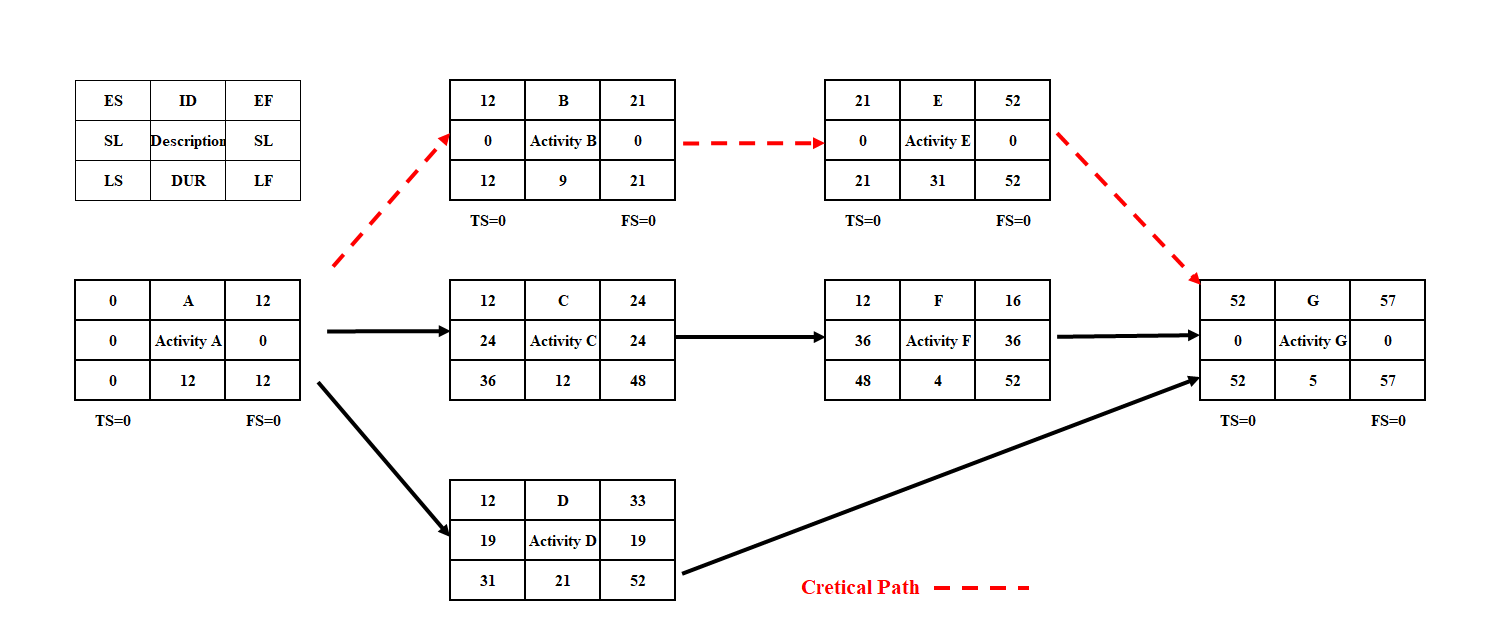 ES ID EF
SL Description SL
LS DUR LF
12 B 21
0 Activity B 0
12 9 21
TS=0 FS=0
21 E 52
0 Activity E 0
21 31 52
TS=0 FS=0
0 A 12
0 Activity A 0
0 12 12
TS=0 FS=0
12 C 24
24 Activity C 24
36 12 48
12 F 16
36 Activity F 36
48 4 52
52 G 57
0 Activity G 0
52 5 57
TS=0 FS=0
12 D 33
19 Activity D 19
31 21 52
Cretical Path